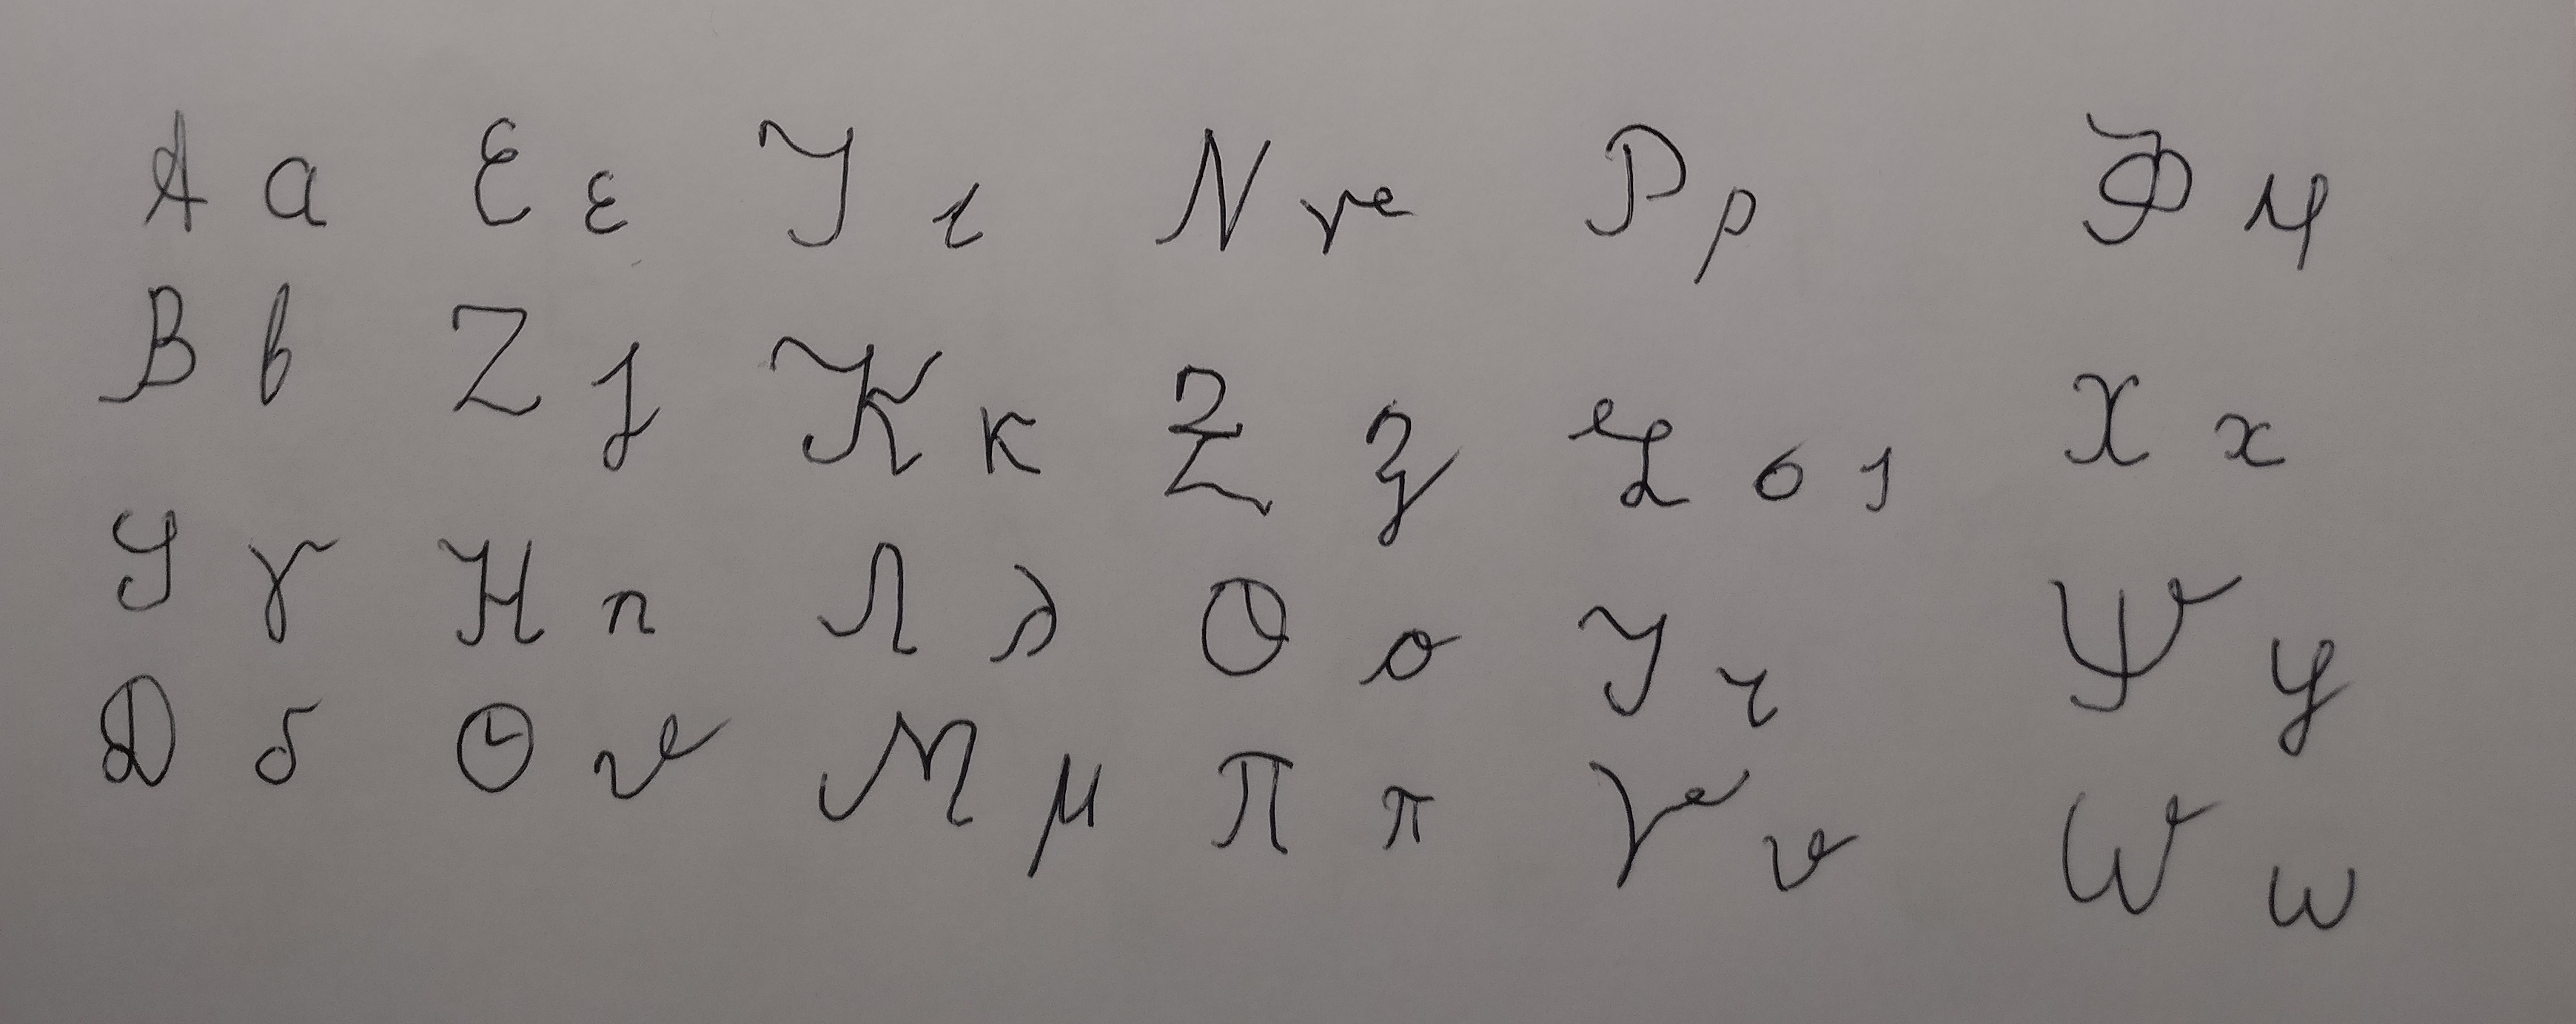 Α α Ε ε Ι ι Ν ν Ρ ρ Φ φ
Β β Ζ ζ Κ κ Ξ ξ Σ σ ς Χ χ
Γ γ Η η Λ λ Ο ο Τ τ Ψ ψ
Δ δ Θ θ Μ μ Π π Υ υ Ω ω